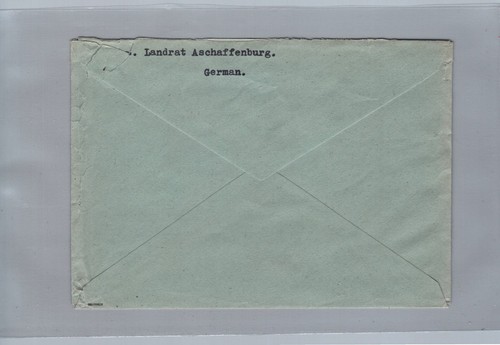 . Landrat Aschaffenburg.
German.